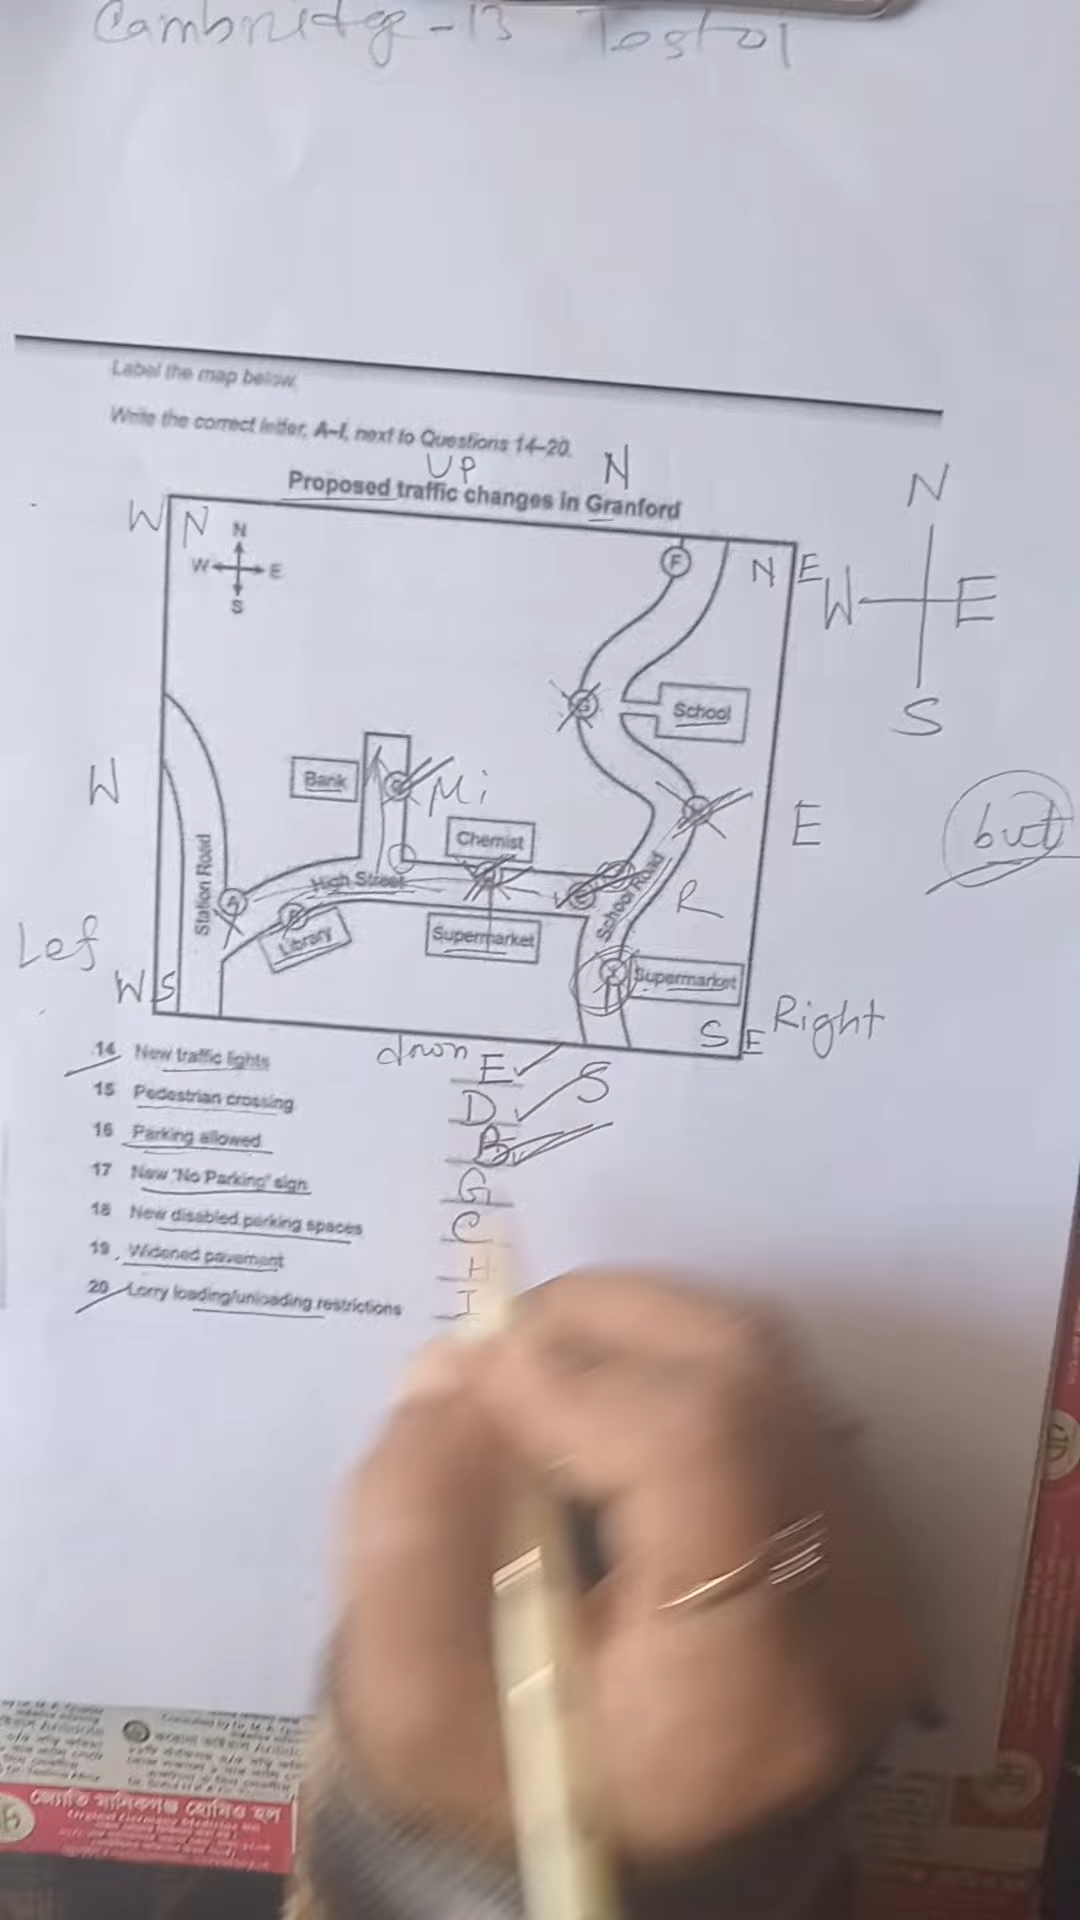 Cambridge-13 Test 01
Label the map below.
Write the correct letter, A-I, next to Questions 14-20.
UP N
Proposed traffic changes in Granford
W N
N
W E
S
F
N E
N
W E
S
G
School
W
Bank
C Mi
E
but
Chemist
Station Road
High Street
School Road
R
A
B
E
Library
Supermarket
Lef
Supermarket
W S
S E
Right
down
S
14 New traffic lights E
15 Pedestrian crossing D
16 Parking allowed B
17 New 'No Parking' sign G
18 New disabled parking spaces C
19 Widened pavement H
20 Lorry loading/unloading restrictions I
জ্যোতি